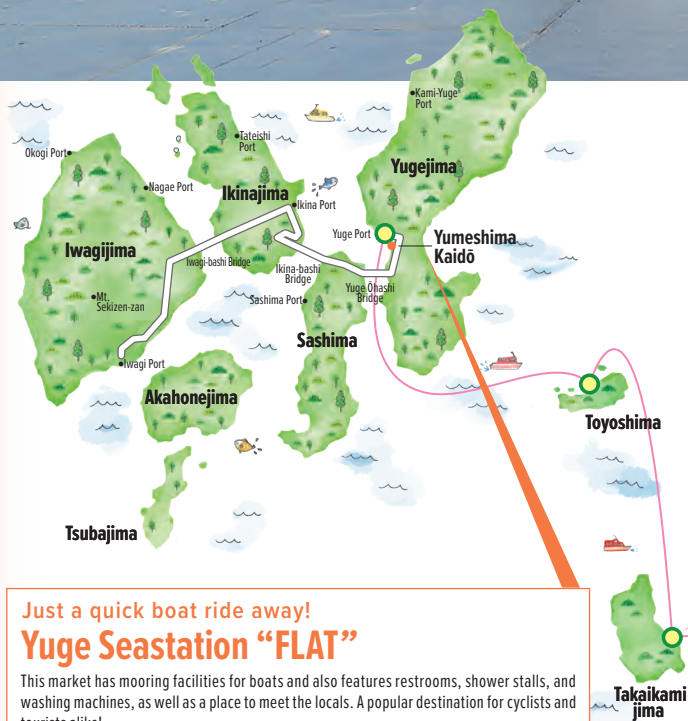 Kami-Yuge
Port
Tateishi
Port
Okogi Port
Yugejima
Nagae Port
Ikinajima
Ikina Port
Yuge Port
Yumeshima
Kaidō
Iwagijima
Iwagi-bashi Bridge
Ikina-bashi
Bridge
Yuge Ōhashi
Bridge
Mt.
Sekizen-zan
Sashima Port
Sashima
Iwagi Port
Akahonejima
Toyoshima
Tsubajima
Just a quick boat ride away!
Yuge Seastation “FLAT”
This market has mooring facilities for boats and also features restrooms, shower stalls, and
washing machines, as well as a place to meet the locals. A popular destination for cyclists and
tourists alike!
Takaikami
jima